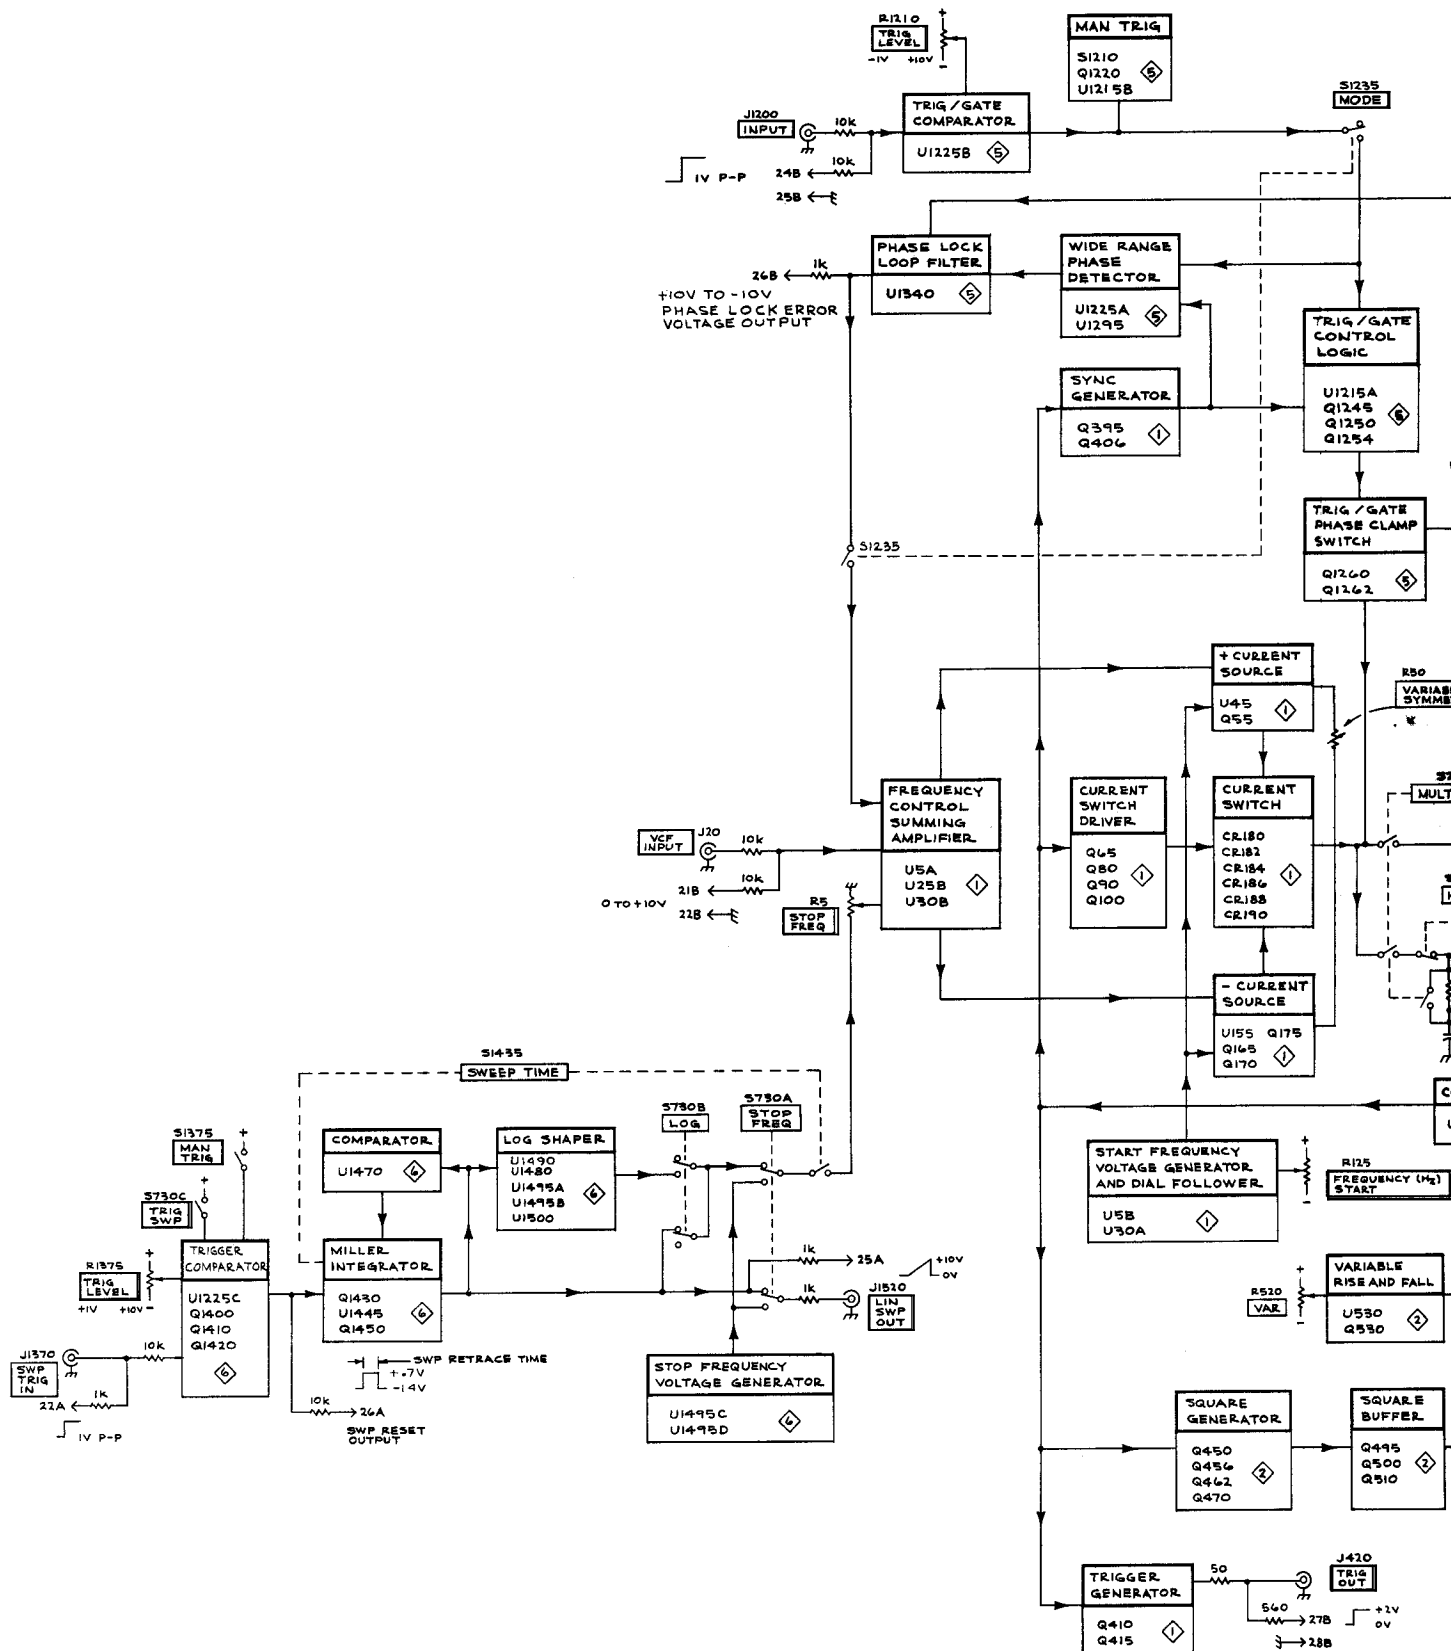 R1210
TRIG
LEVEL
-1V +10V
+
-
MAN TRIG
S1210
Q1220
U1215B
5
S1235
MODE
J1200
INPUT
10K
TRIG/GATE
COMPARATOR
U1225B 5
1V P-P
10K
24B
25B
PHASE LOCK
LOOP FILTER
U1340 5
WIDE RANGE
PHASE
DETECTOR
U1225A
U1295
5
1K
26B
+10V TO -10V
PHASE LOCK ERROR
VOLTAGE OUTPUT
TRIG/GATE
CONTROL
LOGIC
U1215A
Q1245
Q1250
Q1254
5
SYNC
GENERATOR
Q395
Q406
1
TRIG/GATE
PHASE CLAMP
SWITCH
Q1260
Q1262
5
S1235
+ CURRENT
SOURCE
U45
Q55
1
R50
VARIAB
SYMME
*
FREQUENCY
CONTROL
SUMMING
AMPLIFIER
U5A
U25B
U30B
1
CURRENT
SWITCH
DRIVER
Q65
Q80
Q90
Q100
1
CURRENT
SWITCH
CR180
CR182
CR184
CR186
CR188
CR190
1
MULT
VCF
INPUT
J20
10K
10K
21B
0 TO +10V
22B
R5
STOP
FREQ
- CURRENT
SOURCE
U155 Q175
Q165
Q170
1
S1435
SWEEP TIME
S1375
MAN
TRIG
+
S730C
TRIG
SWP
+
COMPARATOR
U1470 6
LOG SHAPER
U1490
U1480
U1495A
U1495B
U1500
6
S730B
LOG
S730A
STOP
FREQ
START FREQUENCY
VOLTAGE GENERATOR
AND DIAL FOLLOWER
U5B
U30A
1
+
-
R125
FREQUENCY (HZ)
START
R1375
TRIG
LEVEL
+1V +10V
+
-
TRIGGER
COMPARATOR
U1225C
Q1400
Q1410
Q1420
6
MILLER
INTEGRATOR
Q1430
U1445
Q1450
6
1K
25A
+10V
0V
1K
J1520
LIN
SWP
OUT
R520
VAR
+
-
VARIABLE
RISE AND FALL
U530
Q530
2
J1370
SWP
TRIG
IN
10K
1K
22A
1V P-P
SWP RETRACE TIME
+.7V
-14V
10K
26A
SWP RESET
OUTPUT
STOP FREQUENCY
VOLTAGE GENERATOR
U1495C
U1495D
6
SQUARE
GENERATOR
Q450
Q456
Q462
Q470
2
SQUARE
BUFFER
Q495
Q500
Q510
2
TRIGGER
GENERATOR
Q410
Q415
1
50
J420
TRIG
OUT
560
27B
+2V
0V
28B